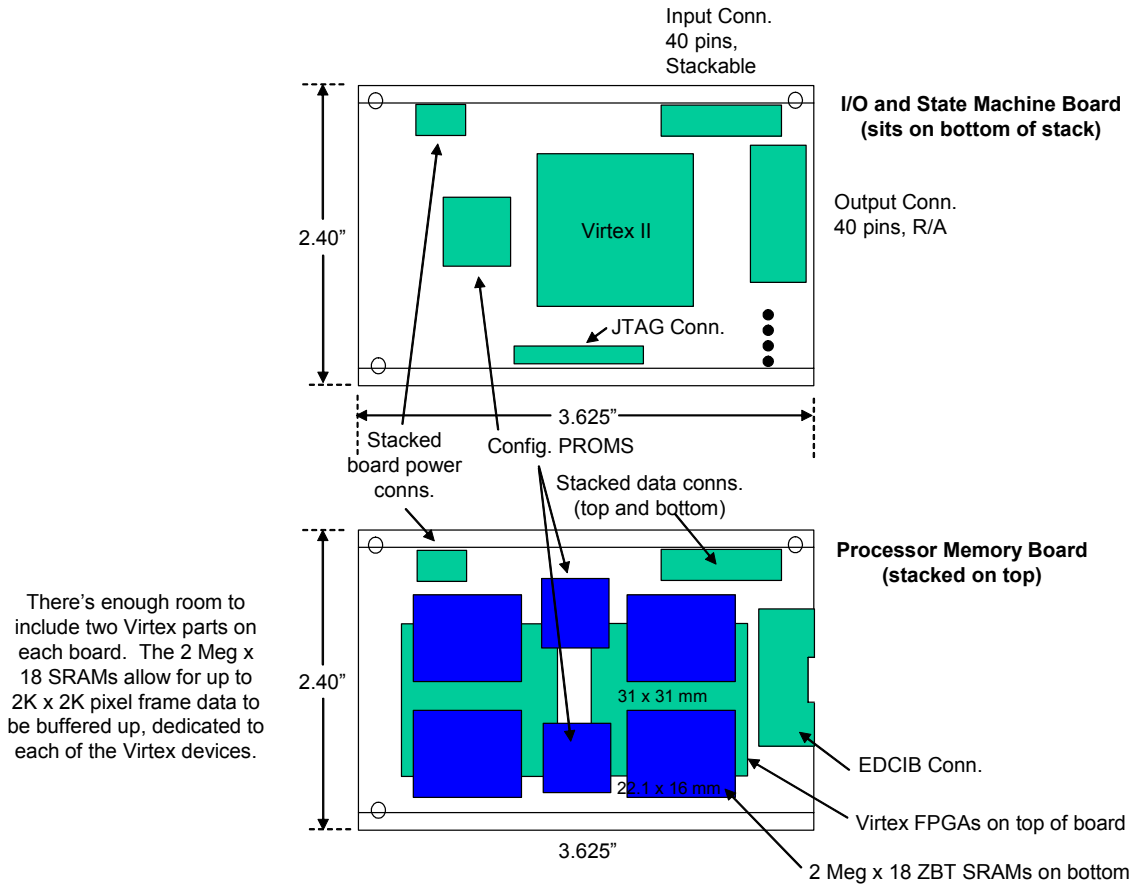 Input Conn.
40 pins,
Stackable
I/O and State Machine Board
(sits on bottom of stack)
Output Conn.
40 pins, R/A
2.40”
Virtex II
JTAG Conn.
3.625”
Stacked
board power
conns.
Config. PROMS
Stacked data conns.
(top and bottom)
Processor Memory Board
(stacked on top)
There’s enough room to
include two Virtex parts on
each board. The 2 Meg x
18 SRAMs allow for up to
2K x 2K pixel frame data to
be buffered up, dedicated to
each of the Virtex devices.
2.40”
31 x 31 mm
22.1 x 16 mm
EDCIB Conn.
Virtex FPGAs on top of board
3.625”
2 Meg x 18 ZBT SRAMs on bottom